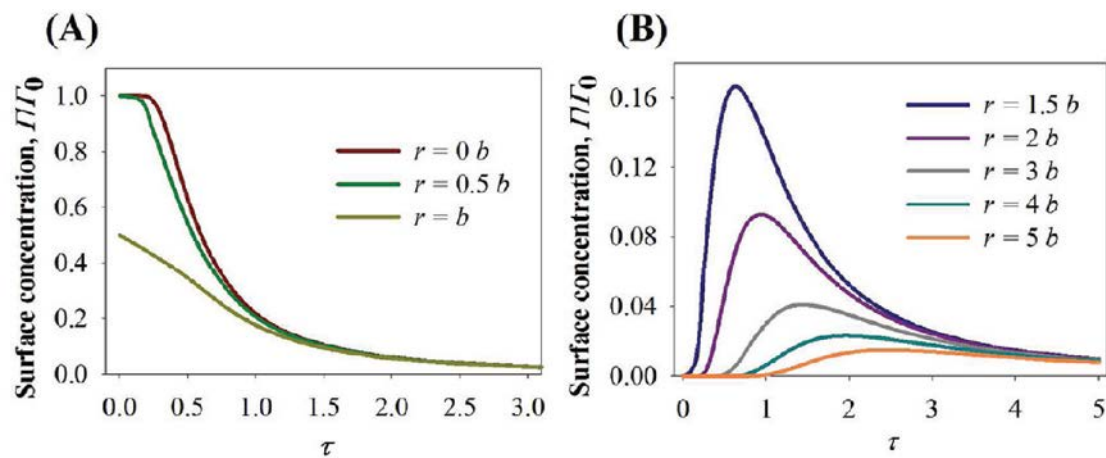 (A)
Surface concentration, Γ/Γ0
1.0
0.8
0.6
0.4
0.2
0.0
r = 0 b
r = 0.5 b
r = b
0.0 0.5 1.0 1.5 2.0 2.5 3.0
τ
(B)
Surface concentration, Γ/Γ0
0.16
0.12
0.08
0.04
0.00
r = 1.5 b
r = 2 b
r = 3 b
r = 4 b
r = 5 b
0 1 2 3 4 5
τ